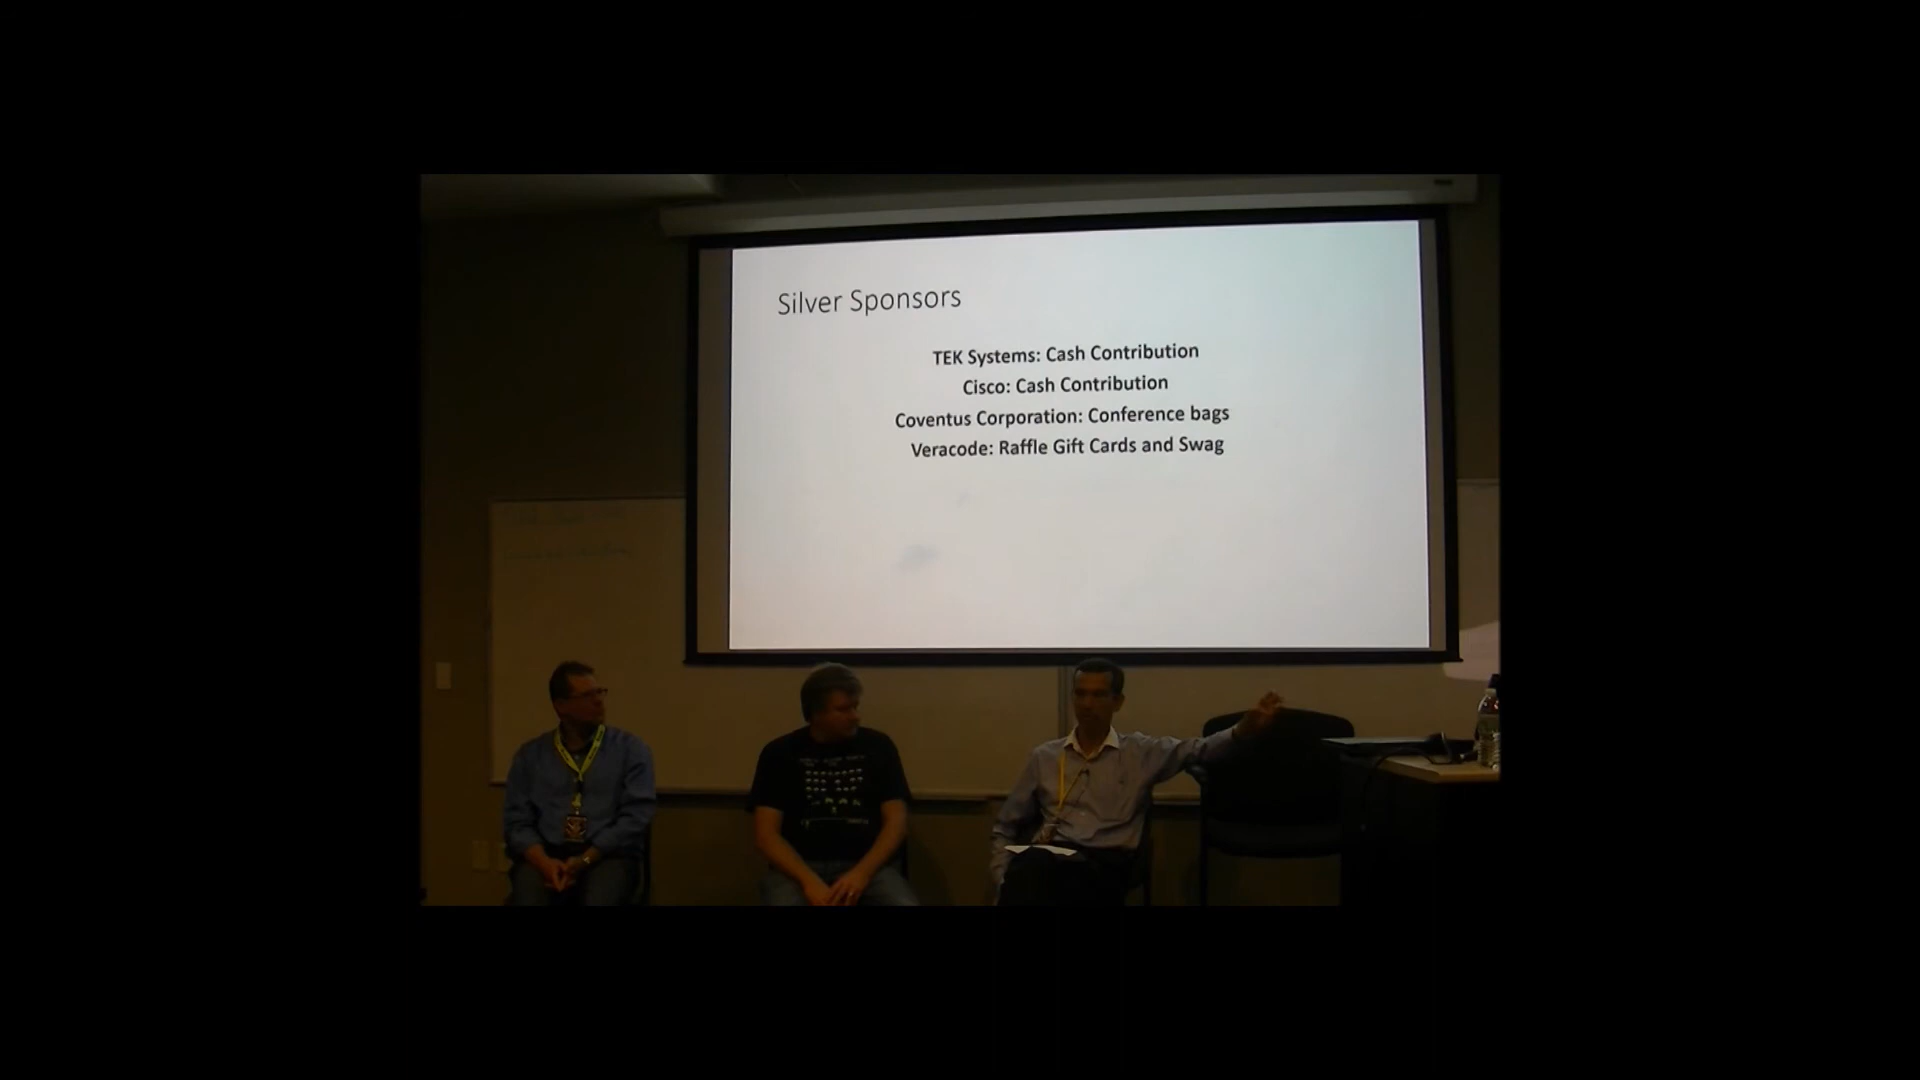 Silver Sponsors
TEK Systems: Cash Contribution
Cisco: Cash Contribution
Coventus Corporation: Conference bags
Veracode: Raffle Gift Cards and Swag